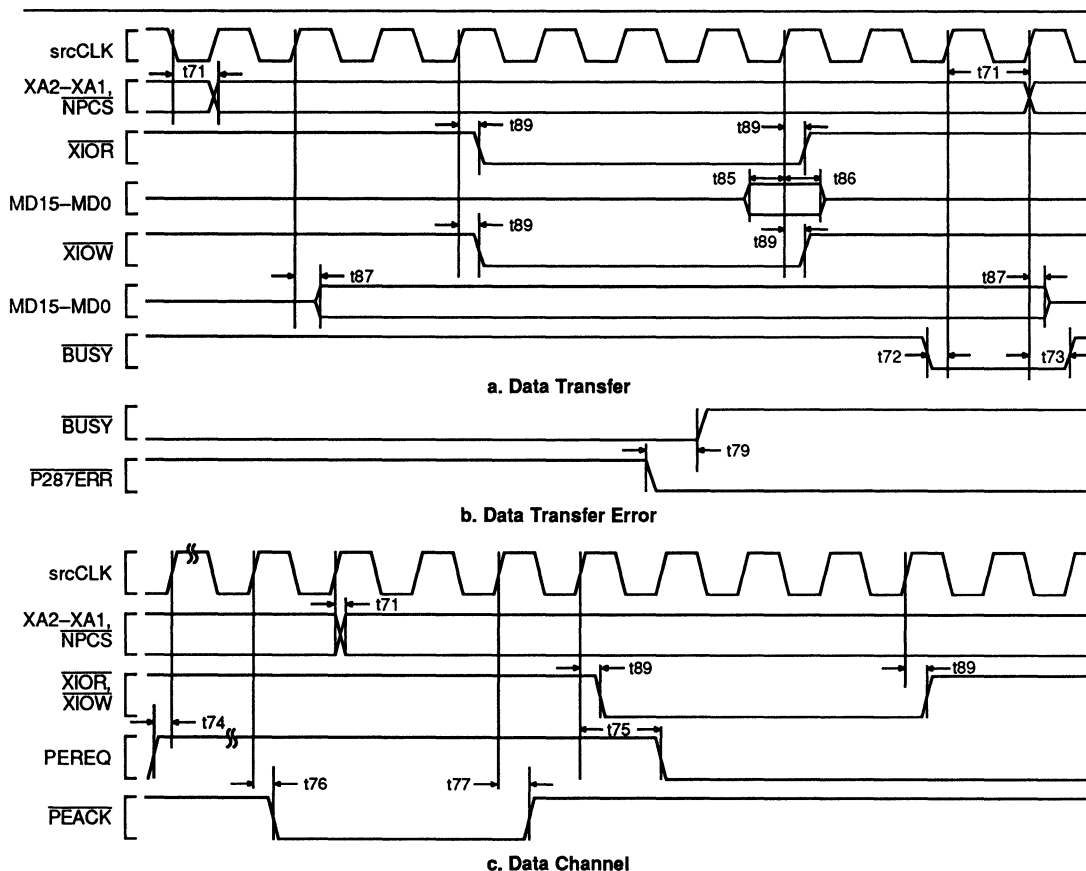 srcCLK
t71
t71
XA2–XA1,
NPCS
t89
t89
XIOR
t85
t86
MD15–MD0
t89
t89
XIOW
t87
t87
MD15–MD0
BUSY
t72
t73
a. Data Transfer
BUSY
t79
P287ERR
b. Data Transfer Error
srcCLK
t71
XA2–XA1,
NPCS
t89
t89
XIOR,
XIOW
t74
t75
PEREQ
t76
t77
PEACK
c. Data Channel